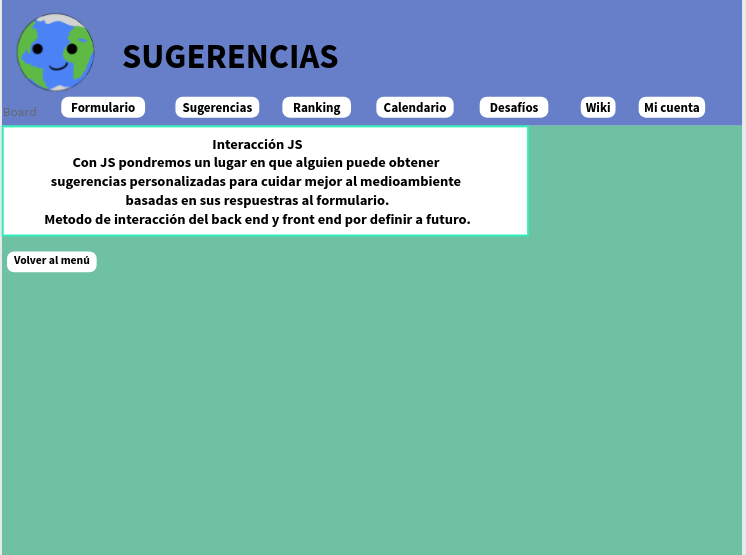 SUGERENCIAS
Board
Formulario Sugerencias Ranking Calendario Desafíos Wiki Mi cuenta
Interacción JS
Con JS pondremos un lugar en que alguien puede obtener
sugerencias personalizadas para cuidar mejor al medioambiente
basadas en sus respuestras al formulario.
Metodo de interacción del back end y front end por definir a futuro.
Volver al menú